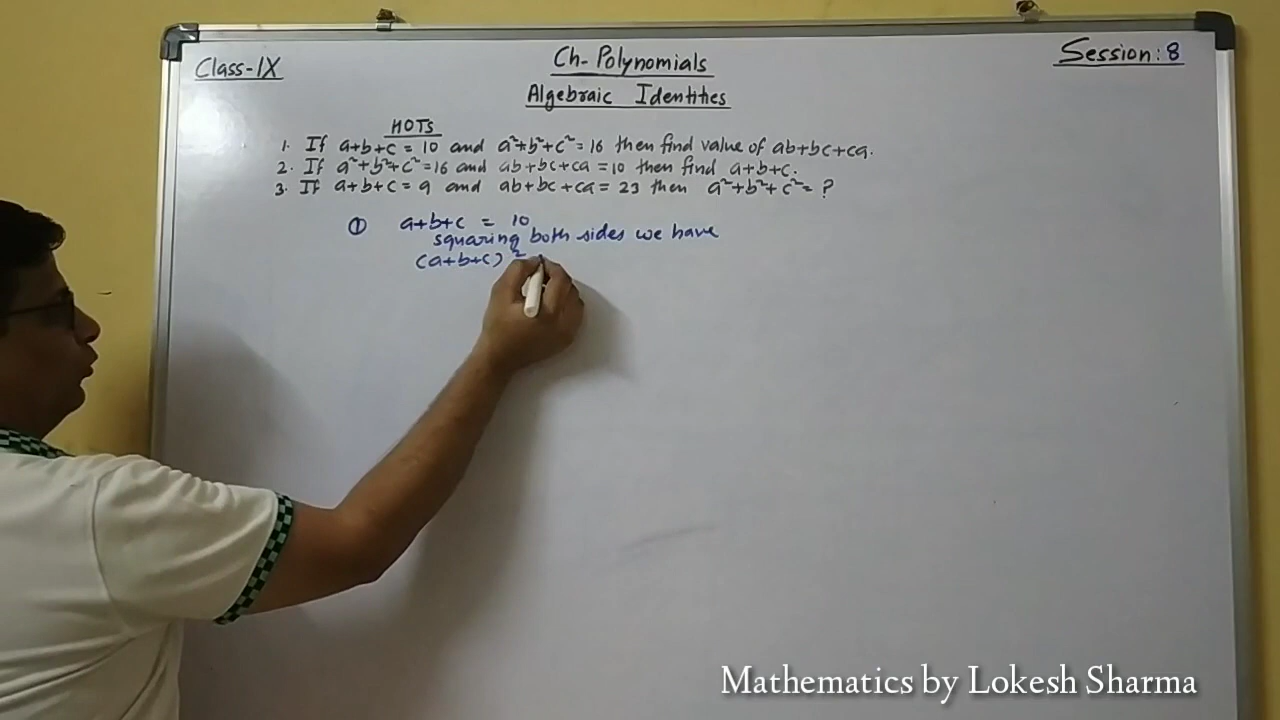 Class-IX
Ch- Polynomials
Session: 8
Algebraic Identities
HOTs
1. If a+b+c = 10 and a²+b²+c² = 16 then find value of ab+bc+ca.
2. If a²+b²+c² = 16 and ab+bc+ca = 10 then find a+b+c.
3. If a+b+c = 9 and ab+bc+ca = 23 then a²+b²+c² = ?
① a+b+c = 10
squaring both sides we have
(a+b+c)²
Mathematics by Lokesh Sharma